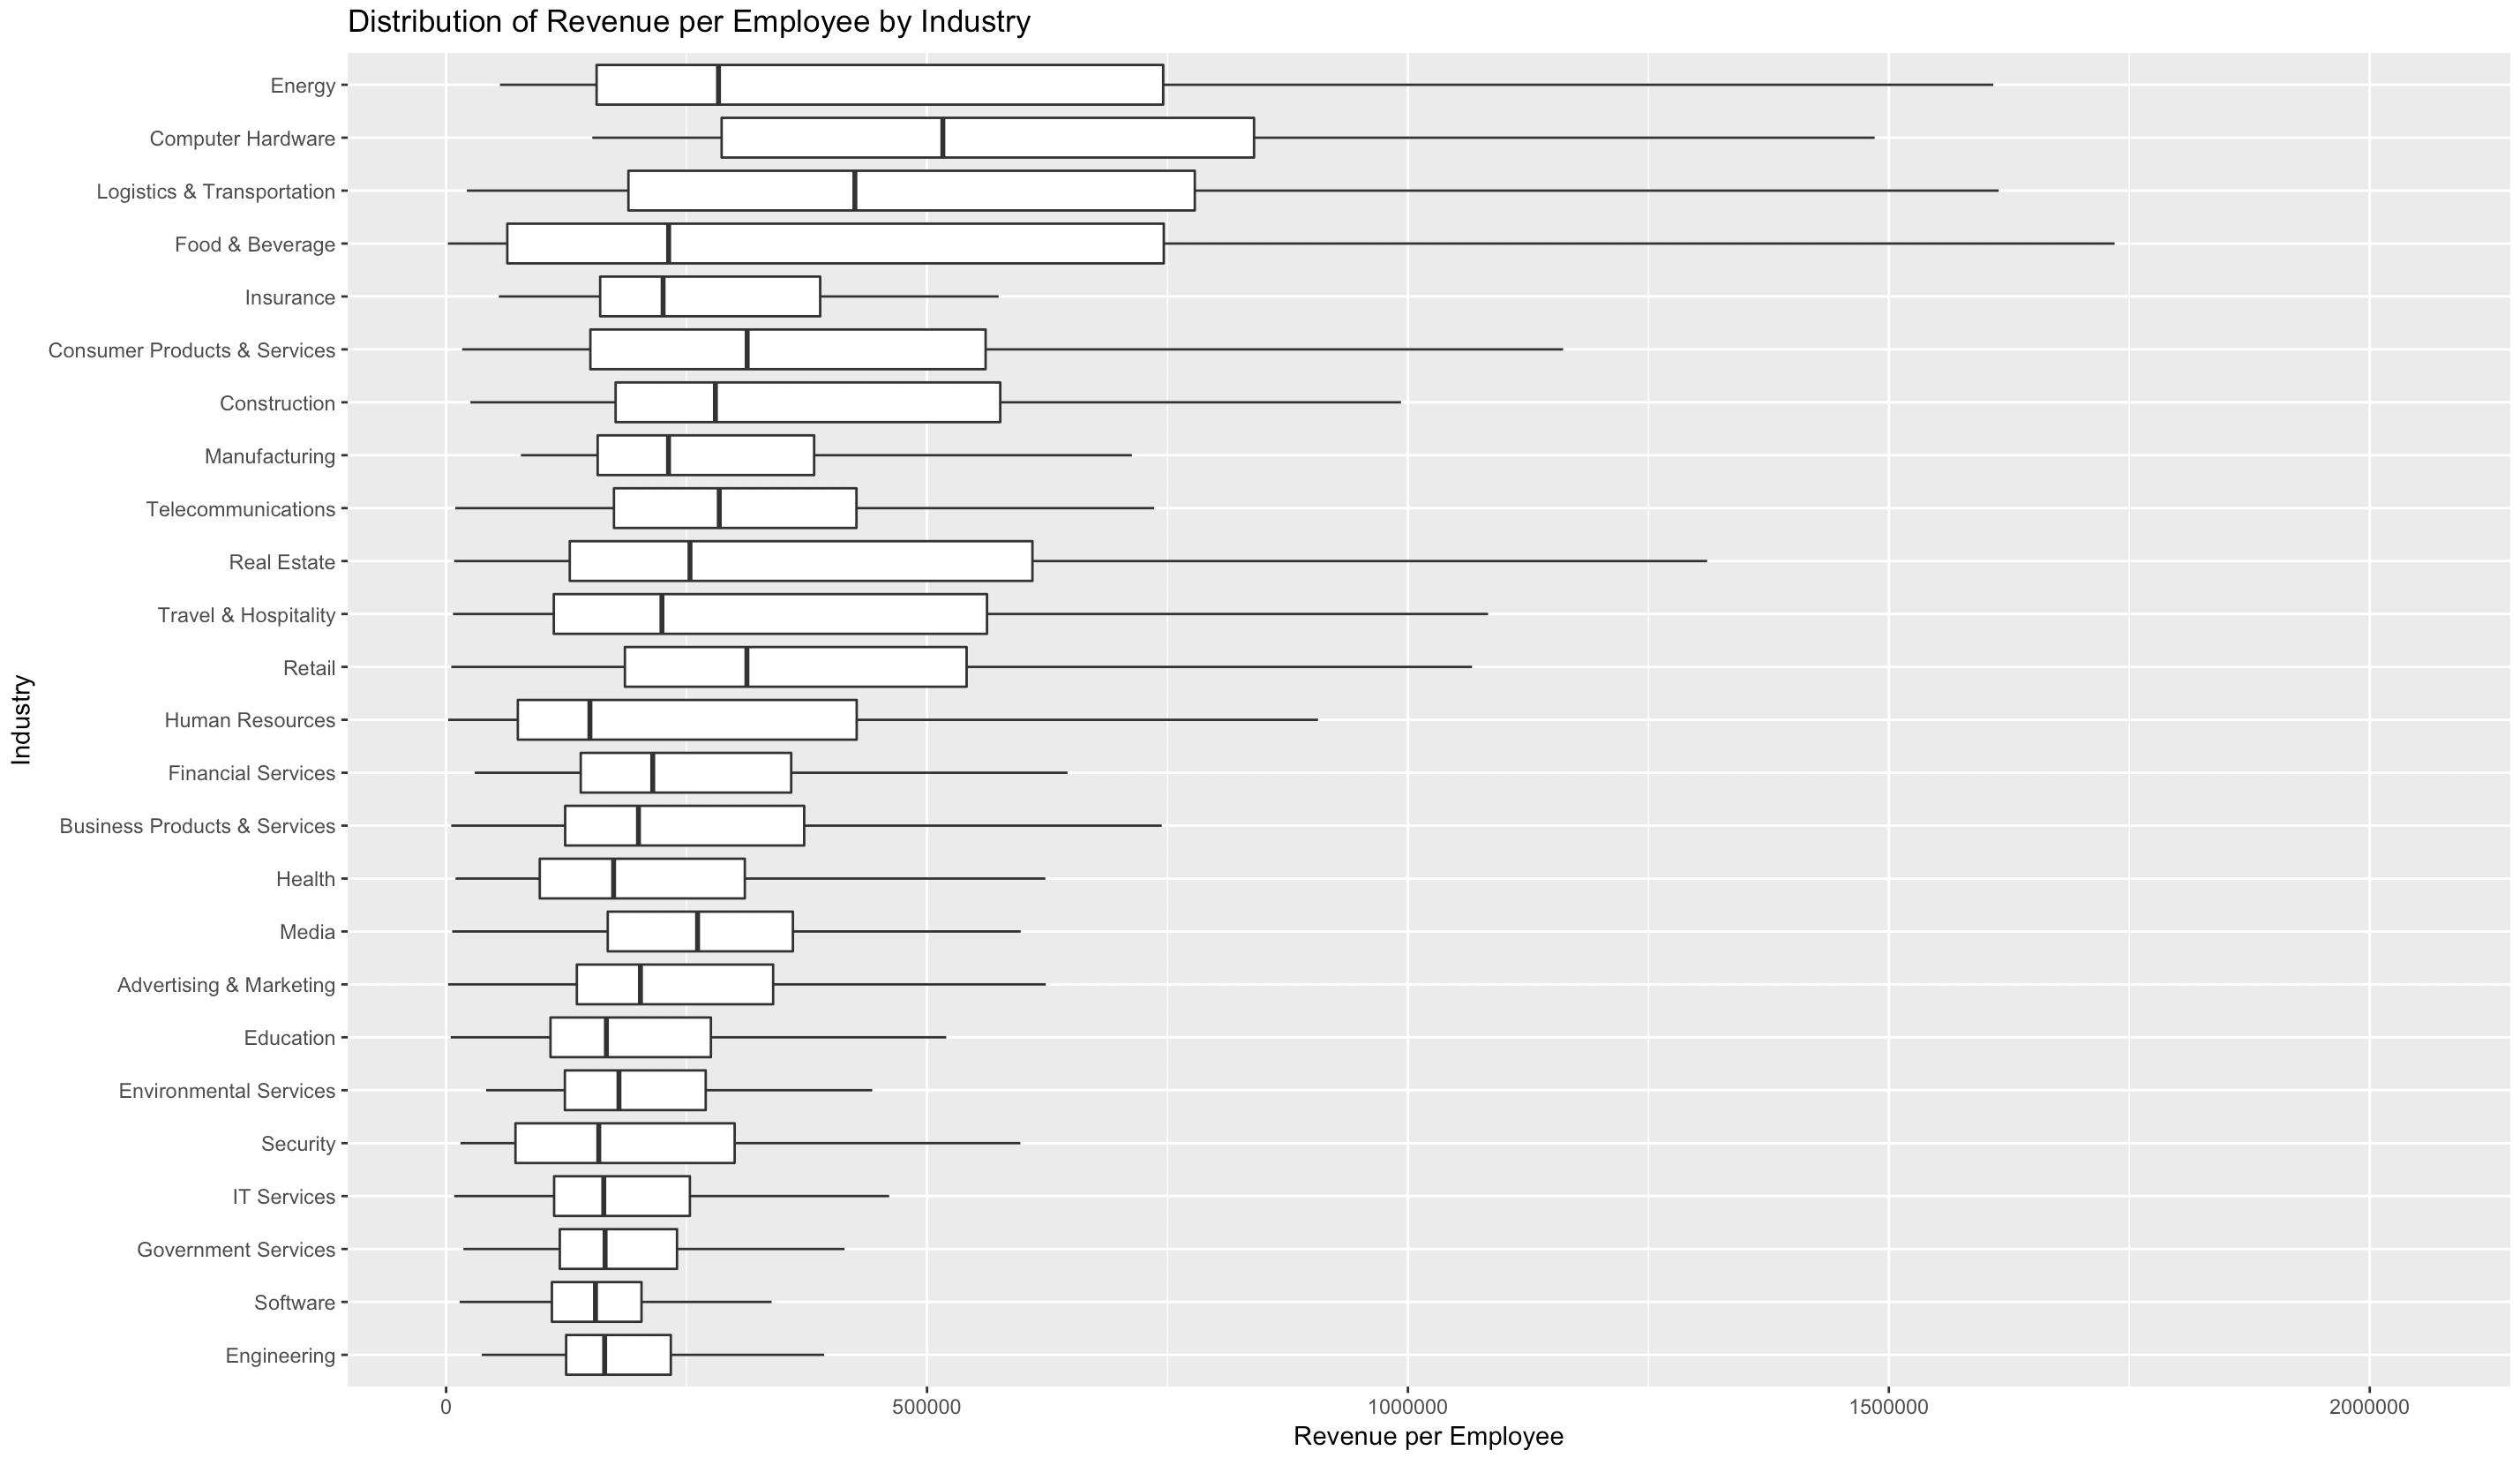 Distribution of Revenue per Employee by Industry
Industry
Energy
Computer Hardware
Logistics & Transportation
Food & Beverage
Insurance
Consumer Products & Services
Construction
Manufacturing
Telecommunications
Real Estate
Travel & Hospitality
Retail
Human Resources
Financial Services
Business Products & Services
Health
Media
Advertising & Marketing
Education
Environmental Services
Security
IT Services
Government Services
Software
Engineering
0 500000 1000000 1500000 2000000
Revenue per Employee